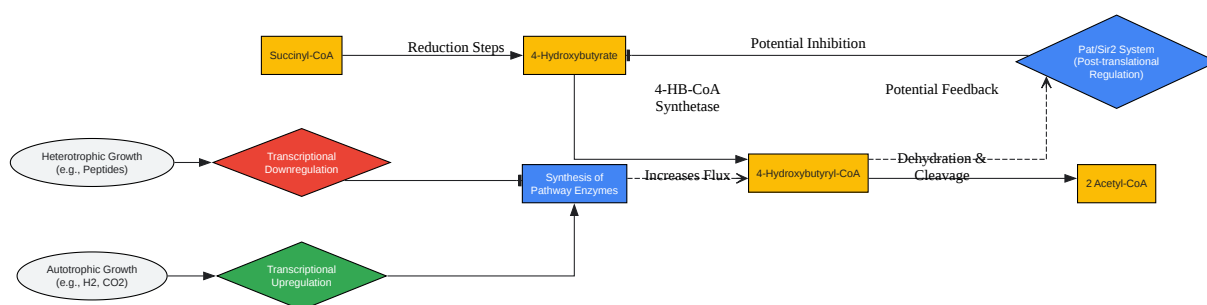 Succinyl-CoA
Reduction Steps
4-Hydroxybutyrate
Potential Inhibition
Pat/Sir2 System
(Post-translational
Regulation)
4-HB-CoA
Synthetase
Potential Feedback
Heterotrophic Growth
(e.g., Peptides)
Transcriptional
Downregulation
Synthesis of
Pathway Enzymes
Increases Flux
4-Hydroxybutyryl-CoA
Dehydration &
Cleavage
2 Acetyl-CoA
Autotrophic Growth
(e.g., H2, CO2)
Transcriptional
Upregulation